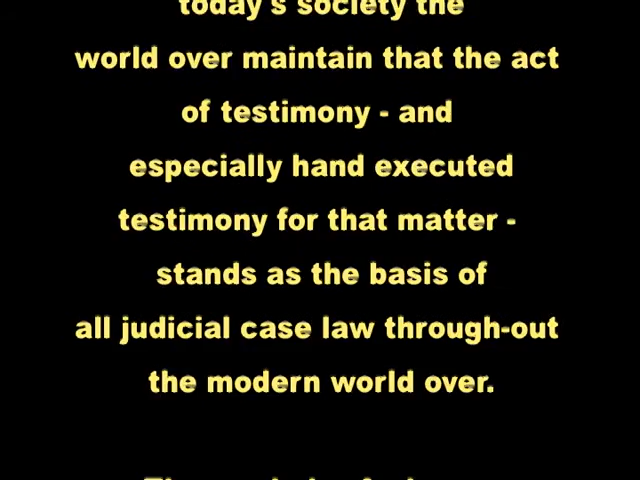 today's society the
world over maintain that the act
of testimony - and
especially hand executed
testimony for that matter -
stands as the basis of
all judicial case law through-out
the modern world over.